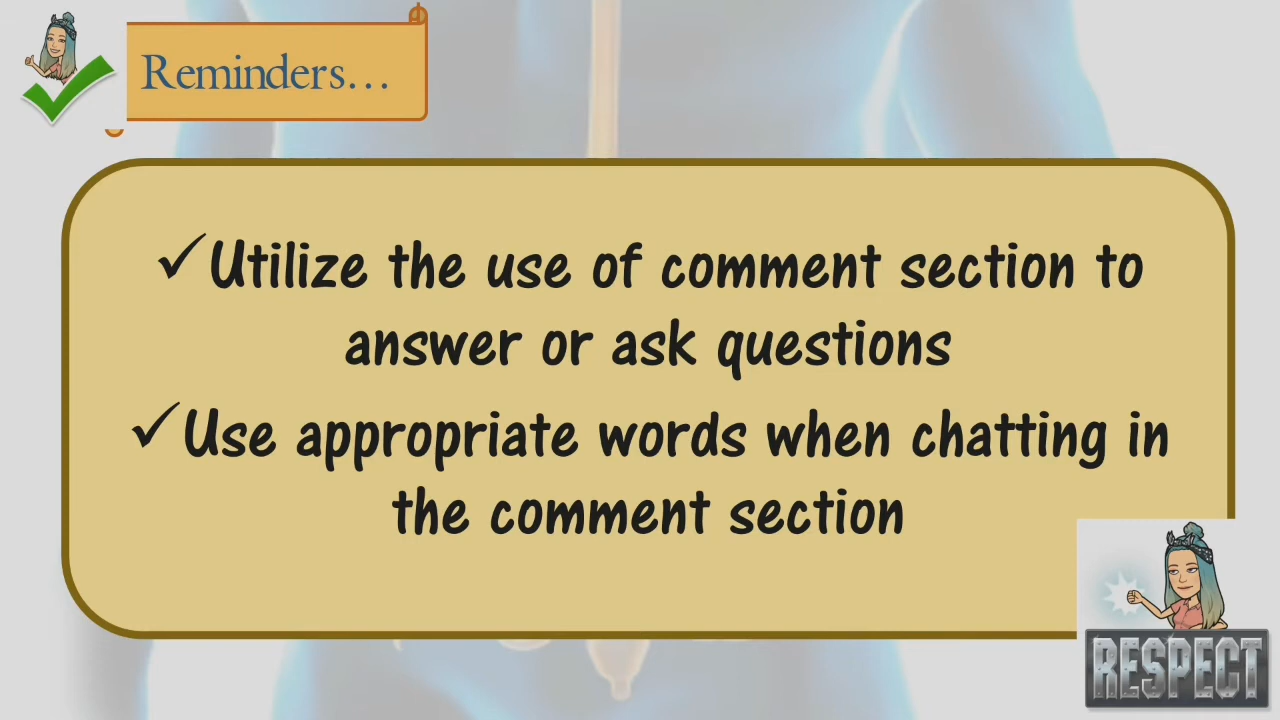 Reminders...
✓Utilize the use of comment section to
answer or ask questions
✓Use appropriate words when chatting in
the comment section
RESPECT